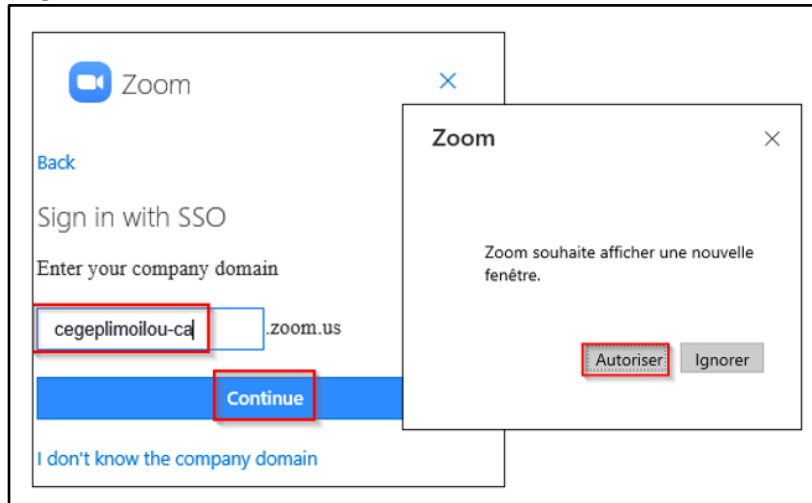 Zoom
Back
Sign in with SSO
Enter your company domain
cegeplimoilou-ca .zoom.us
Continue
I don't know the company domain
Zoom
Zoom souhaite afficher une nouvelle
fenêtre.
Autoriser Ignorer